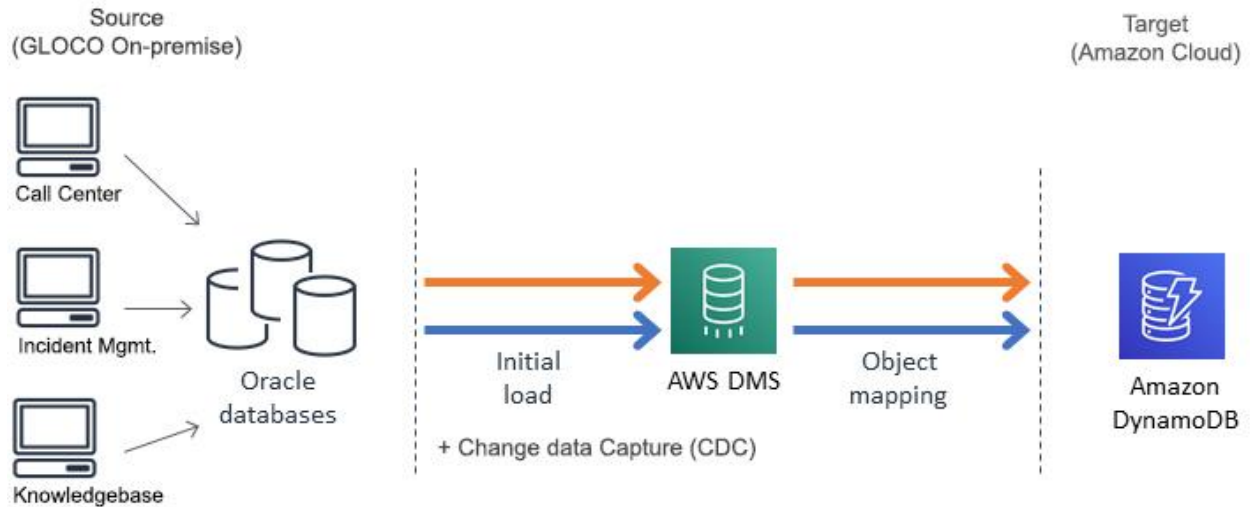 Source
(GLOCO On-premise)
Target
(Amazon Cloud)
Call Center
Incident Mgmt.
Knowledgebase
Oracle
databases
Initial
load
+ Change data Capture (CDC)
AWS DMS
Object
mapping
Amazon
DynamoDB